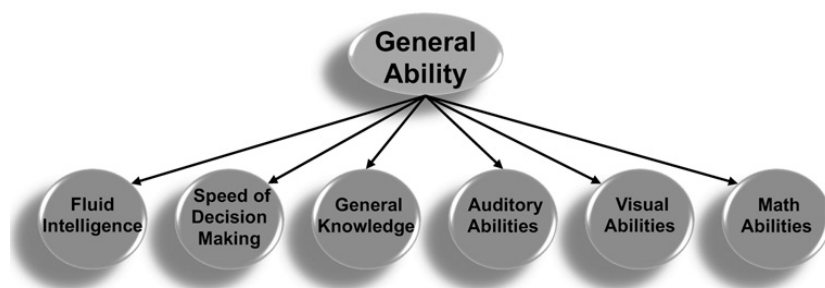 General
Ability
Fluid
Intelligence
Speed of
Decision
Making
General
Knowledge
Auditory
Abilities
Visual
Abilities
Math
Abilities